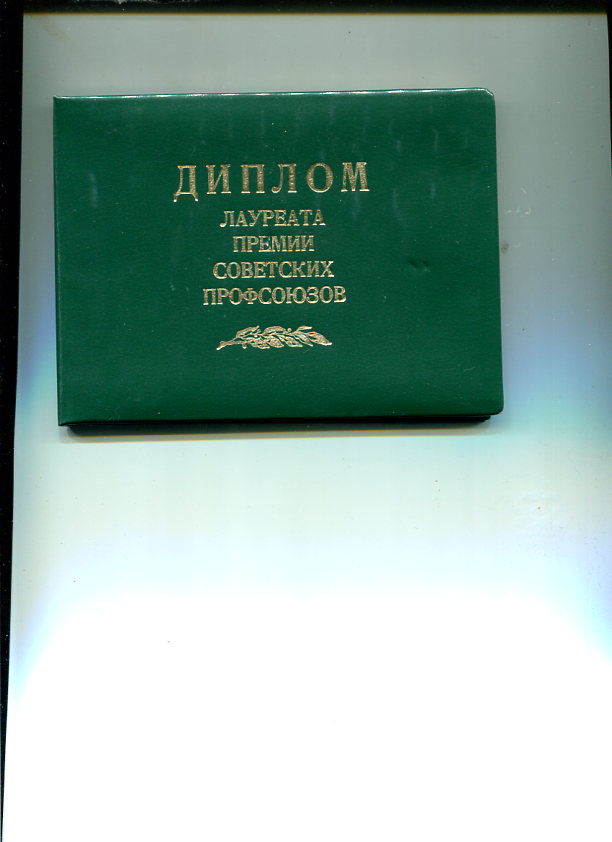 ДИПЛОМ
ЛАУРЕАТА
ПРЕМИИ
СОВЕТСКИХ
ПРОФСОЮЗОВ